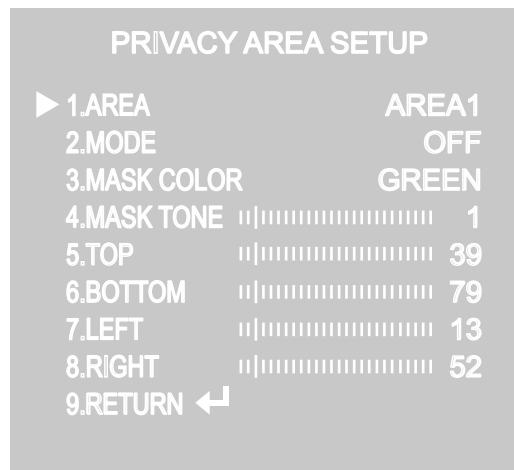 PRIVACY AREA SETUP
1.AREA AREA1
2.MODE OFF
3.MASK COLOR GREEN
4.MASK TONE 1
5.TOP 39
6.BOTTOM 79
7.LEFT 13
8.RIGHT 52
9.RETURN